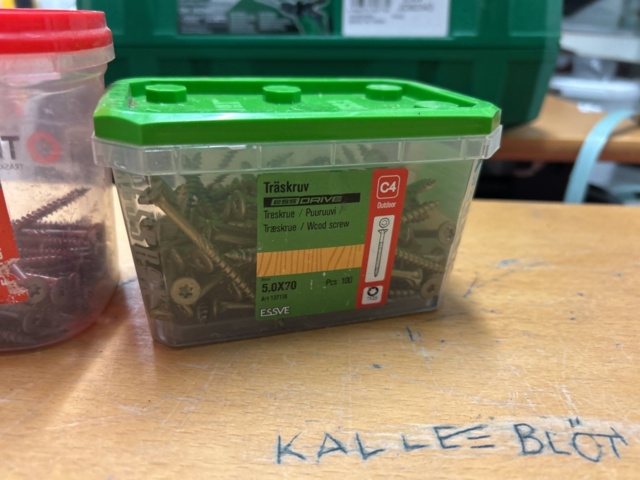 Träskruv
ESSDRIVE
Treskrue / Puuruuvi /
Træskrue / Wood screw
5,0X70
Pcs. 100
ESSVE
C4
Outdoor
KALLE BLÖT